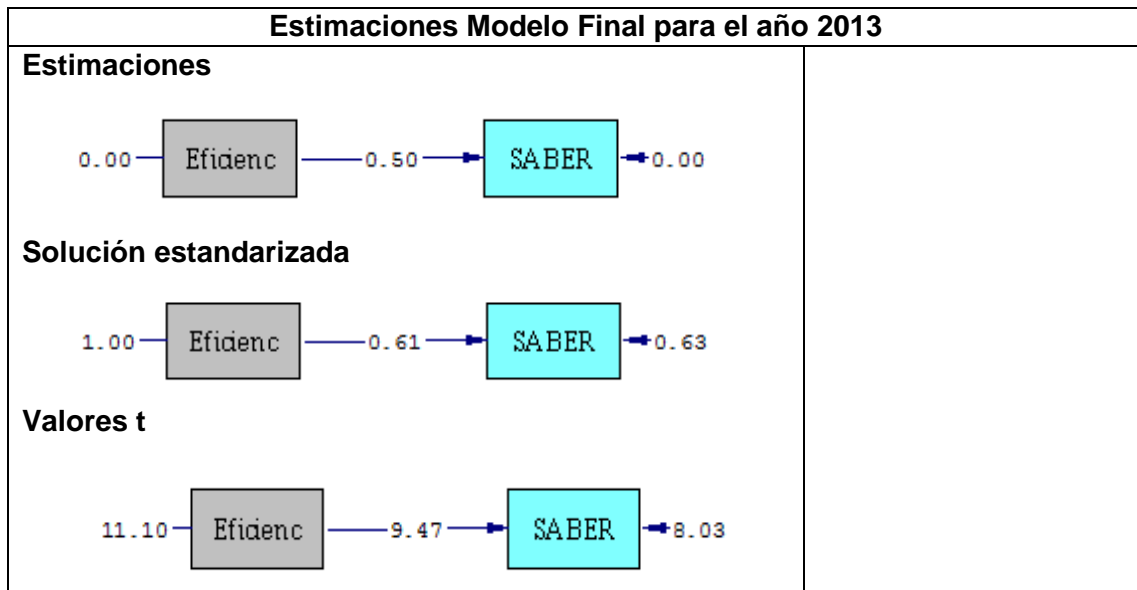 Estimaciones Modelo Final para el año 2013
Estimaciones
0.00 Eficienc 0.50 SABER 0.00
Solución estandarizada
1.00 Eficienc 0.61 SABER 0.63
Valores t
11.10 Eficienc 9.47 SABER 8.03